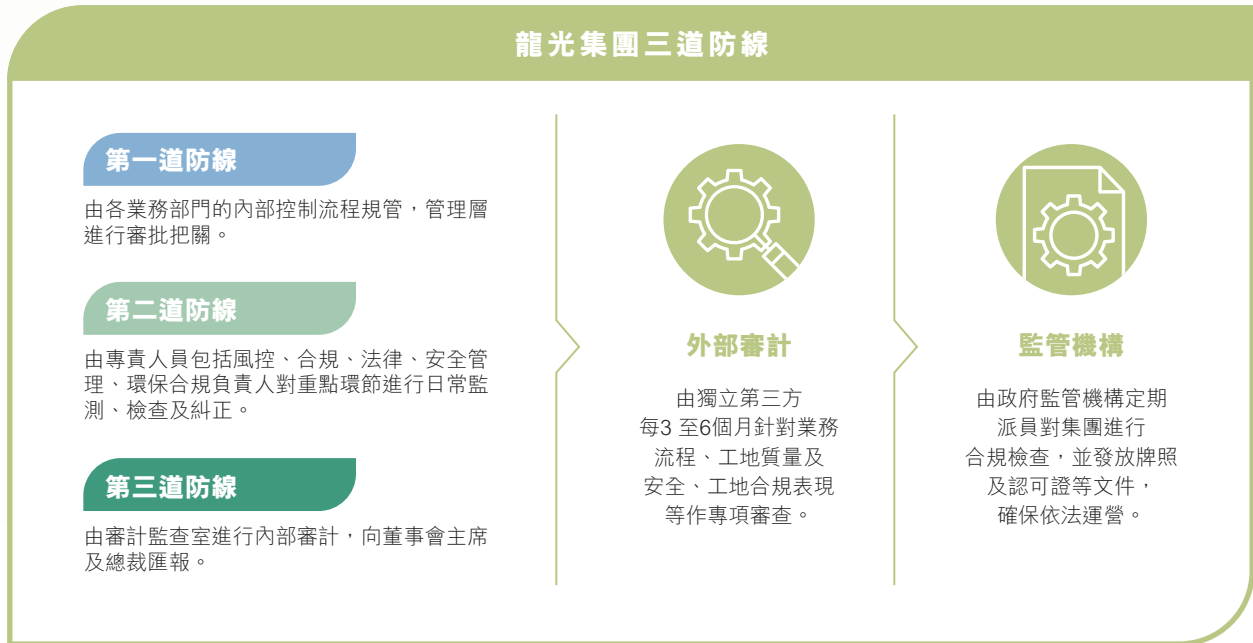 龍光集團三道防線
第一道防線
由各業務部門的內部控制流程規管，管理層
進行審批把關。
第二道防線
由專責人員包括風控、合規、法律、安全管
理、環保合規負責人對重點環節進行日常監
測、檢查及糾正。
第三道防線
由審計監查室進行內部審計，向董事會主席
及總裁匯報。
外部審計
由獨立第三方
每3 至6個月針對業務
流程、工地質量及
安全、工地合規表現
等作專項審查。
監管機構
由政府監管機構定期
派員對集團進行
合規檢查，並發放牌照
及認可證等文件，
確保依法運營。